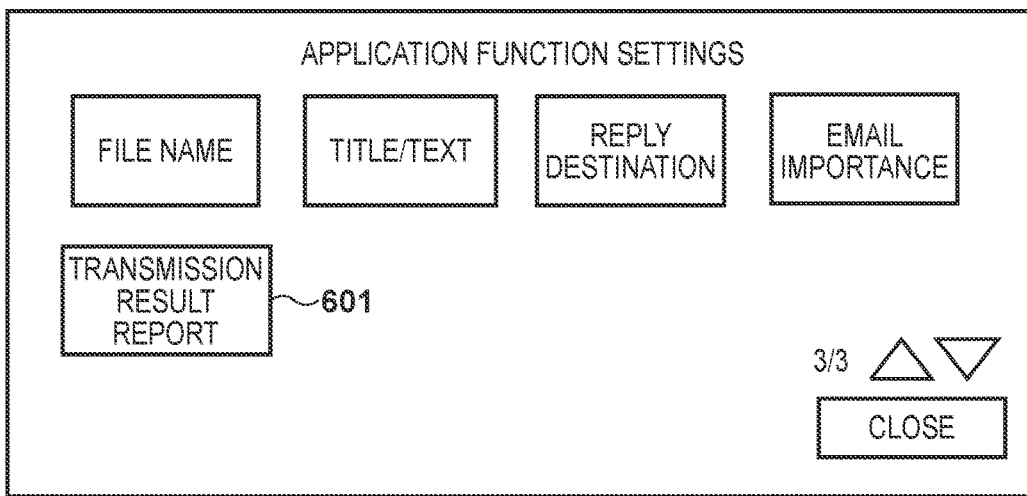 APPLICATION FUNCTION SETTINGS
FILE NAME
TITLE/TEXT
REPLY
DESTINATION
EMAIL
IMPORTANCE
TRANSMISSION
RESULT
REPORT
601
3/3
CLOSE